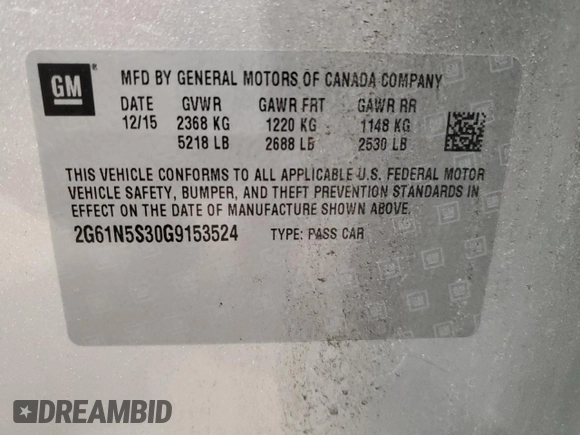 GM
MFD BY GENERAL MOTORS OF CANADA COMPANY
DATE GVWR GAWR FRT GAWR RR
12/15 2368 KG 1220 KG 1148 KG
5218 LB 2688 LB 2530 LB
THIS VEHICLE CONFORMS TO ALL APPLICABLE U.S. FEDERAL MOTOR
VEHICLE SAFETY, BUMPER, AND THEFT PREVENTION STANDARDS IN
EFFECT ON THE DATE OF MANUFACTURE SHOWN ABOVE.
2G61N5S30G9153524 TYPE: PASS CAR
DREAMBID